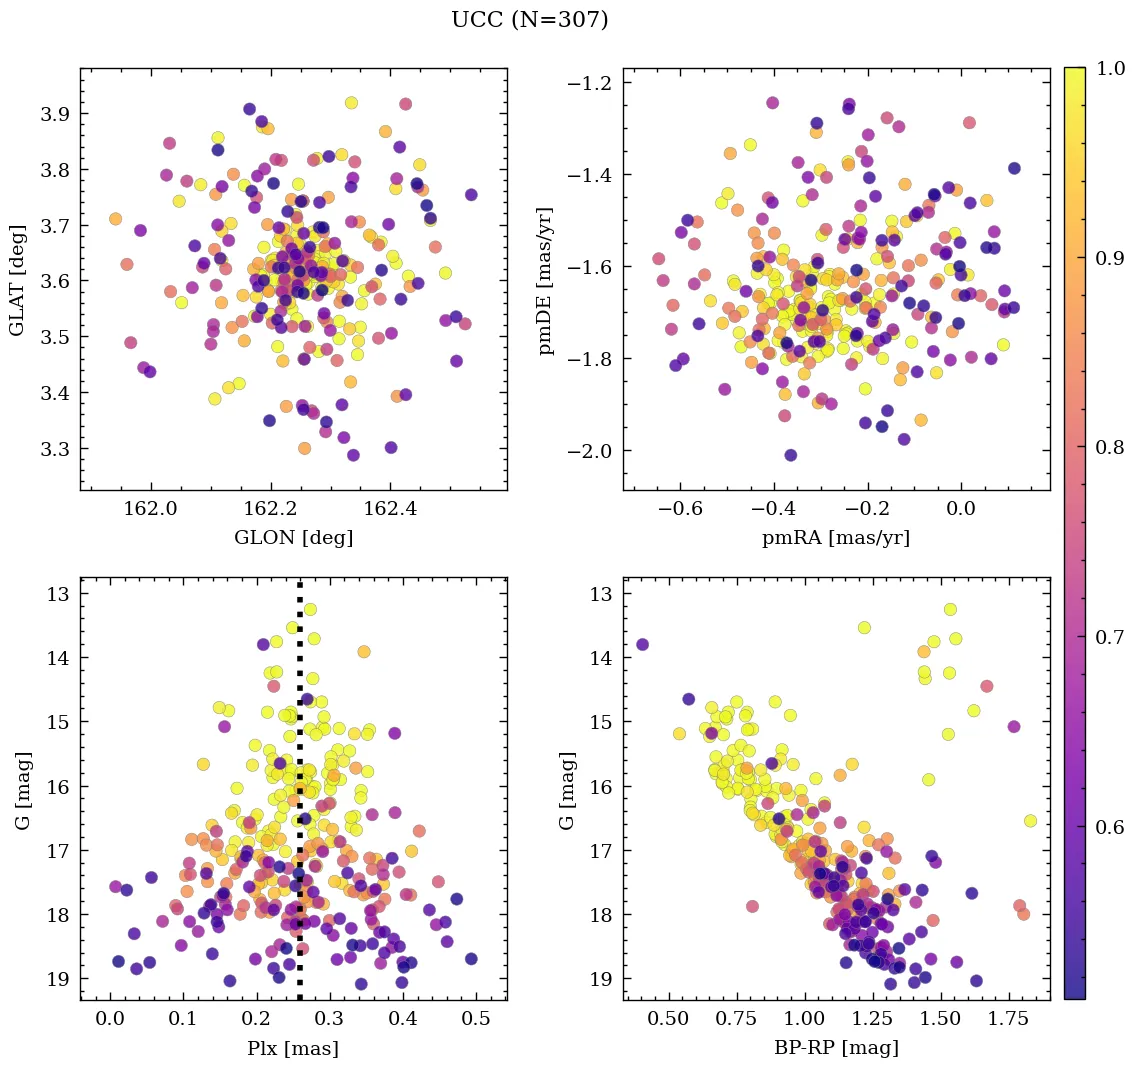 UCC (N=307)
3.9
3.8
3.7
3.6
3.5
3.4
3.3
GLAT [deg]
162.0 162.2 162.4
GLON [deg]
−1.2
−1.4
−1.6
−1.8
−2.0
pmDE [mas/yr]
−0.6 −0.4 −0.2 0.0
pmRA [mas/yr]
1.0
0.9
0.8
0.7
0.6
13
14
15
16
17
18
19
G [mag]
0.0 0.1 0.2 0.3 0.4 0.5
Plx [mas]
13
14
15
16
17
18
19
G [mag]
0.50 0.75 1.00 1.25 1.50 1.75
BP-RP [mag]